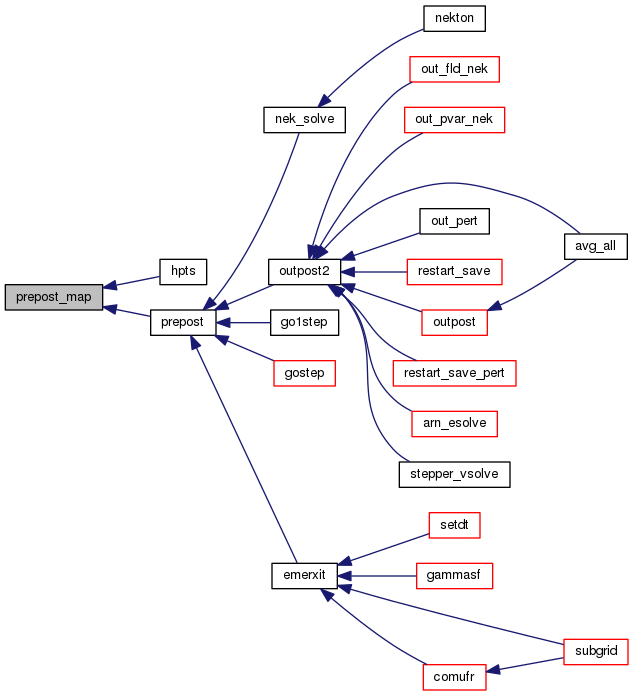 nekton
out_fld_nek
nek_solve
out_pvar_nek
out_pert
avg_all
hpts
outpost2
restart_save
prepost_map
prepost
go1step
outpost
gostep
restart_save_pert
arn_esolve
stepper_vsolve
setdt
emerxit
gammasf
subgrid
comufr